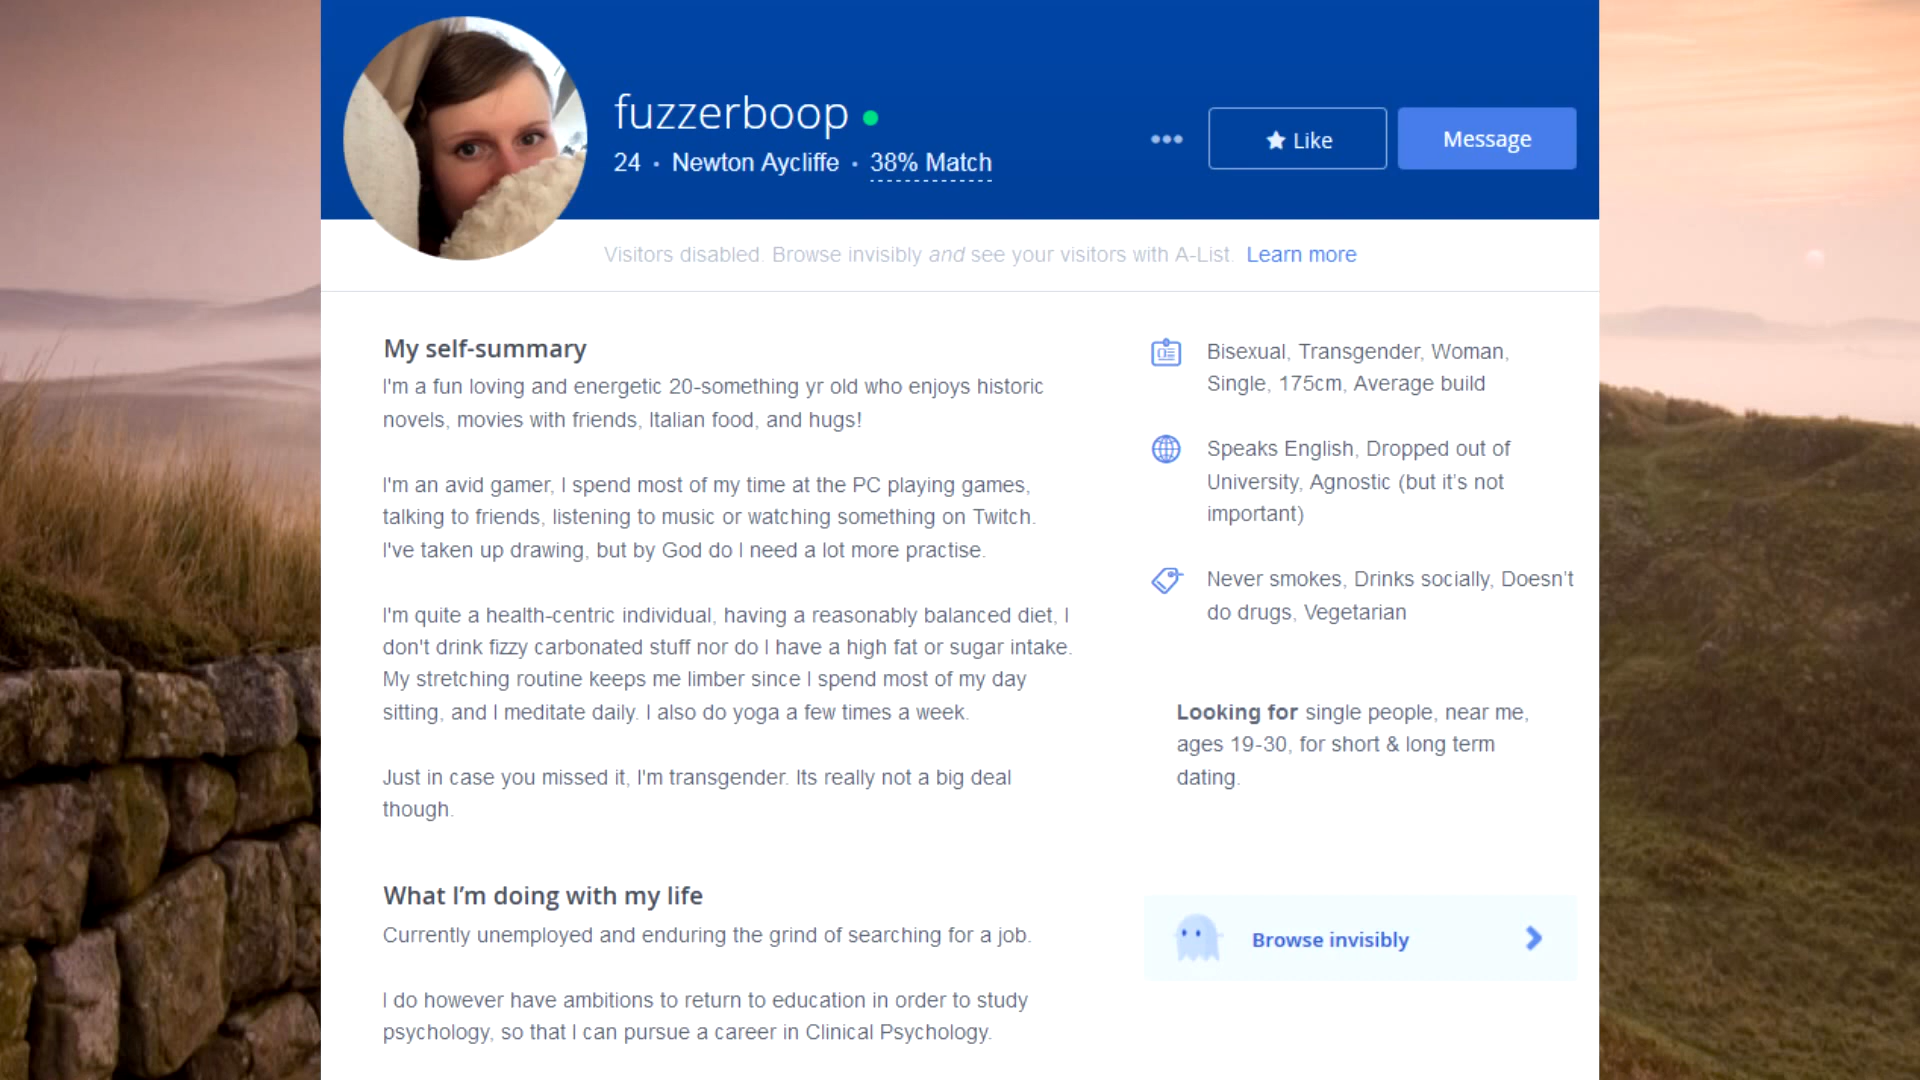 fuzzerboop
24 • Newton Aycliffe • 38% Match
Like
Message
Visitors disabled. Browse invisibly and see your visitors with A-List. Learn more
My self-summary
I'm a fun loving and energetic 20-something yr old who enjoys historic
novels, movies with friends, Italian food, and hugs!
I'm an avid gamer, I spend most of my time at the PC playing games,
talking to friends, listening to music or watching something on Twitch.
I've taken up drawing, but by God do I need a lot more practise.
I'm quite a health-centric individual, having a reasonably balanced diet, I
don't drink fizzy carbonated stuff nor do I have a high fat or sugar intake.
My stretching routine keeps me limber since I spend most of my day
sitting, and I meditate daily. I also do yoga a few times a week.
Just in case you missed it, I'm transgender. Its really not a big deal
though.
What I’m doing with my life
Currently unemployed and enduring the grind of searching for a job.
I do however have ambitions to return to education in order to study
psychology, so that I can pursue a career in Clinical Psychology.
Bisexual, Transgender, Woman,
Single, 175cm, Average build
Speaks English, Dropped out of
University, Agnostic (but it’s not
important)
Never smokes, Drinks socially, Doesn’t
do drugs, Vegetarian
Looking for single people, near me,
ages 19-30, for short & long term
dating.
Browse invisibly